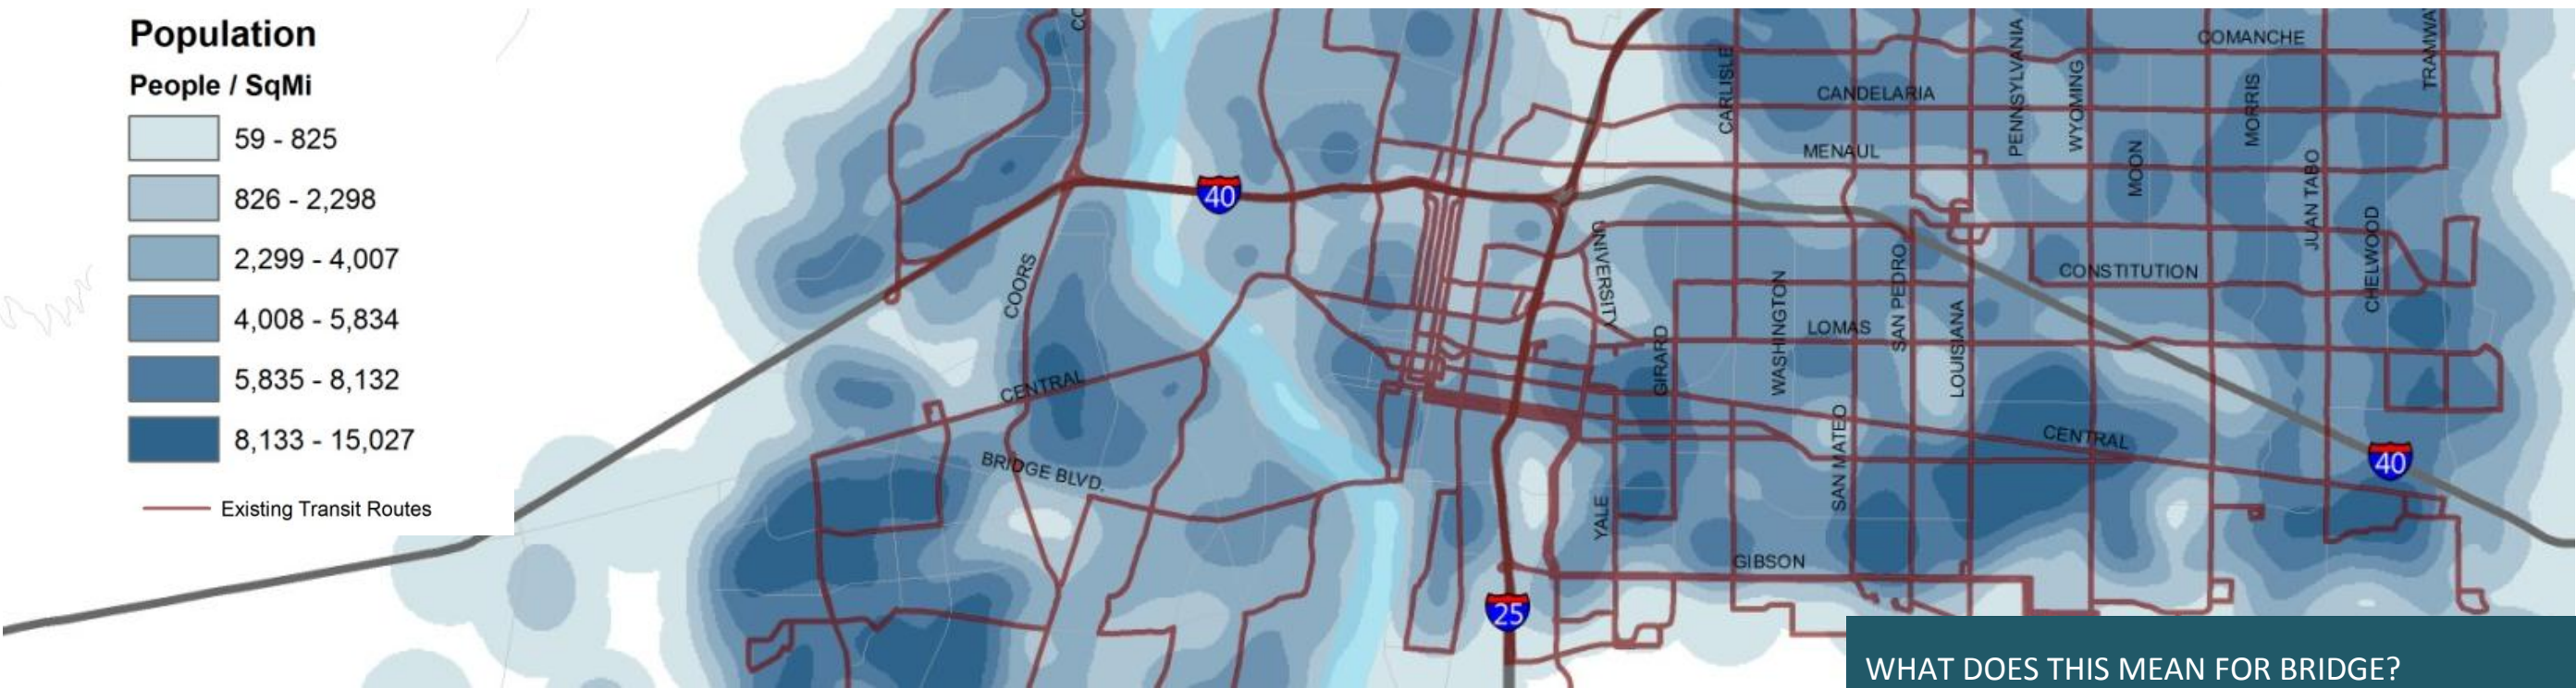 Population
People / SqMi
59 - 825
826 - 2,298
2,299 - 4,007
4,008 - 5,834
5,835 - 8,132
8,133 - 15,027
Existing Transit Routes
CO
COORS
CENTRAL
BRIDGE BLVD.
40
25
UNIVERSITY
GIRARD
YALE
CARLISLE
COMANCHE
CANDELARIA
MENAUL
PENNSYLVANIA
WYOMING
MOON
MORRIS
JUAN TABO
TRAMWA
CHELWOOD
CONSTITUTION
WASHINGTON
LOMAS
SAN PEDRO
LOUISIANA
SAN MATEO
CENTRAL
40
GIBSON
WHAT DOES THIS MEAN FOR BRIDGE?